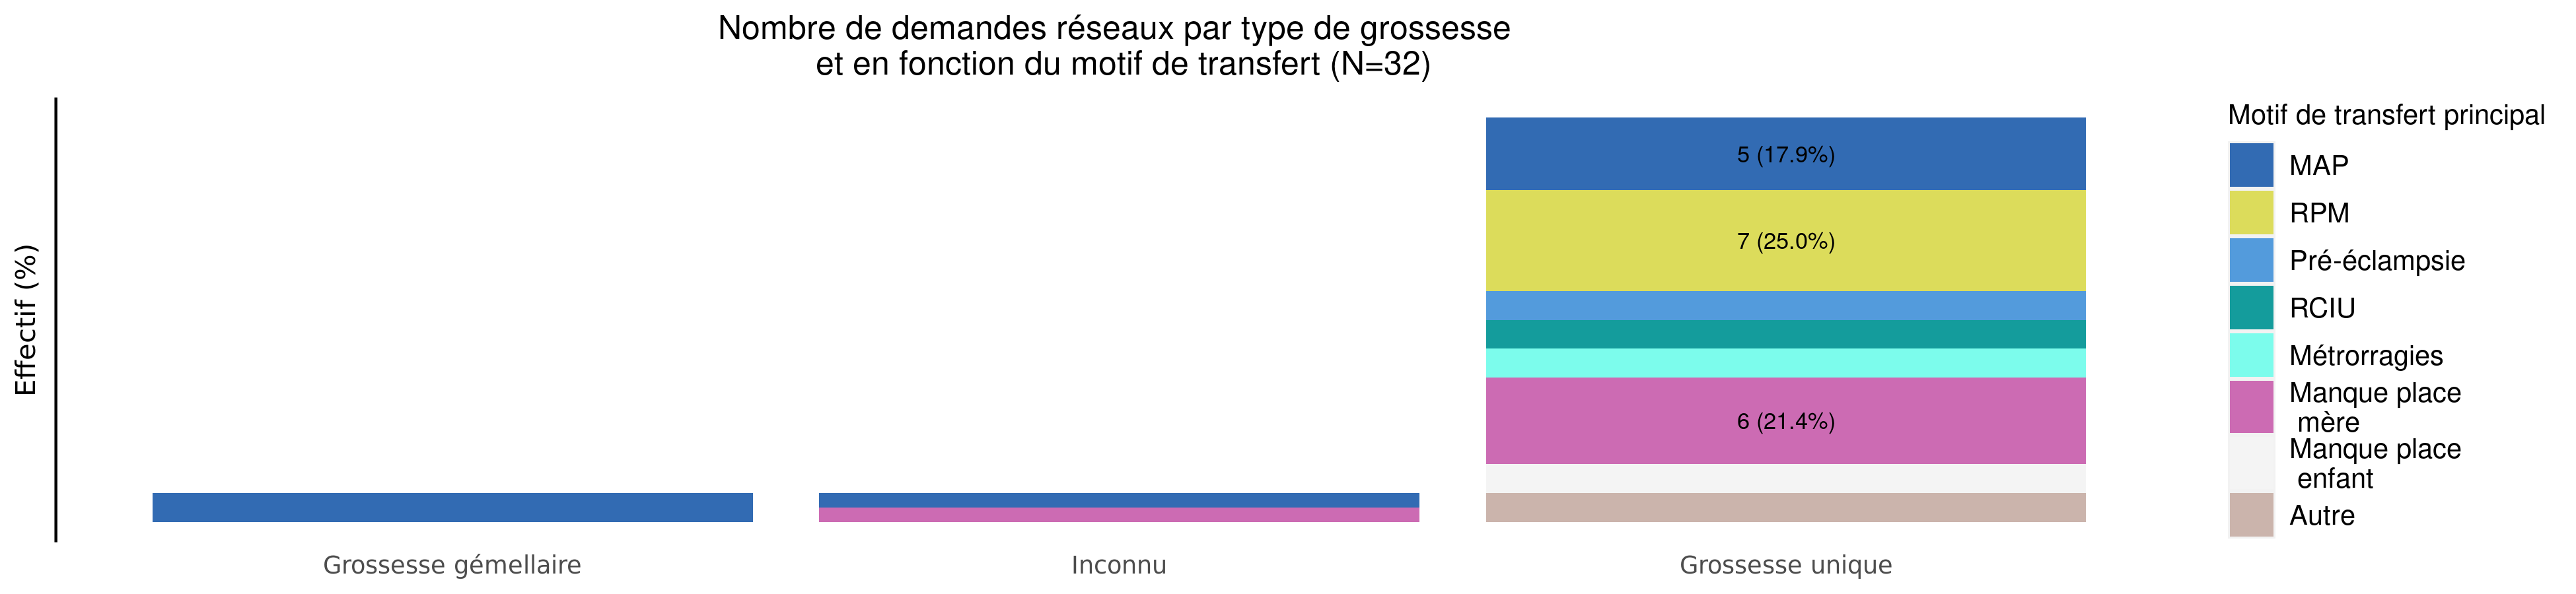 Nombre de demandes réseaux par type de grossesse
et en fonction du motif de transfert (N=32)
Effectif (%)
5 (17.9%)
7 (25.0%)
6 (21.4%)
Grossesse gémellaire
Inconnu
Grossesse unique
Motif de transfert principal
MAP
RPM
Pré-éclampsie
RCIU
Métrorragies
Manque place
mère
Manque place
enfant
Autre